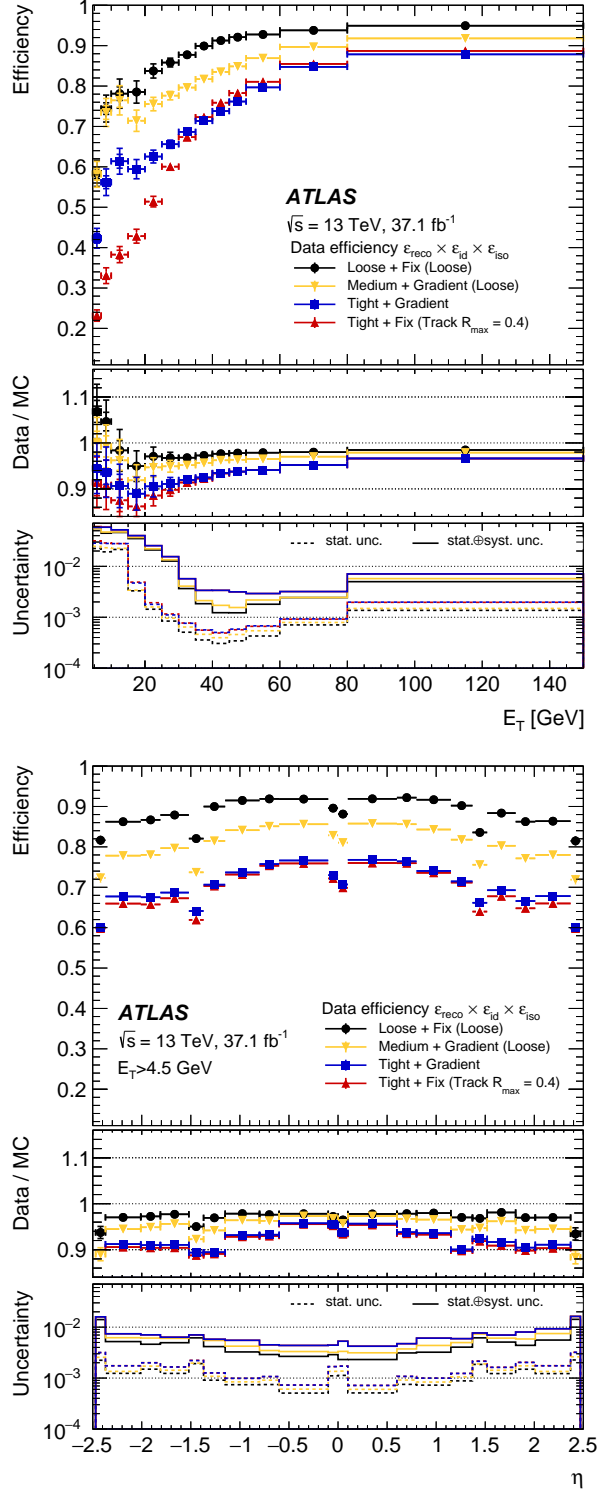 Efficiency
1
0.9
0.8
0.7
0.6
0.5
0.4
0.3
0.2
ATLAS
√s = 13 TeV, 37.1 fb⁻¹
Data efficiency ε_reco × ε_id × ε_iso
Loose + Fix (Loose)
Medium + Gradient (Loose)
Tight + Gradient
Tight + Fix (Track R_max = 0.4)
Data / MC
1.1
1
0.9
Uncertainty
stat. unc.
stat.⊕syst. unc.
10⁻²
10⁻³
10⁻⁴
20 40 60 80 100 120 140
E_T [GeV]
Efficiency
1
0.9
0.8
0.7
0.6
0.5
0.4
0.3
0.2
ATLAS
√s = 13 TeV, 37.1 fb⁻¹
E_T>4.5 GeV
Data efficiency ε_reco × ε_id × ε_iso
Loose + Fix (Loose)
Medium + Gradient (Loose)
Tight + Gradient
Tight + Fix (Track R_max = 0.4)
Data / MC
1.1
1
0.9
Uncertainty
stat. unc.
stat.⊕syst. unc.
10⁻²
10⁻³
10⁻⁴
−2.5 −2 −1.5 −1 −0.5 0 0.5 1 1.5 2 2.5
η